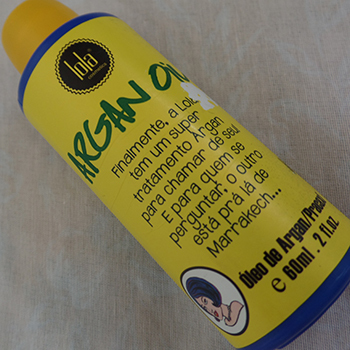 lola
ARGAN OIL
Finalmente, a Lola
tem um super
tratamento Argan
para chamar de seu!
E para quem se
perguntar, o outro
está prá lá de
Marrakech...
Óleo de Argan/
℮ 60ml - 2 fl.oz